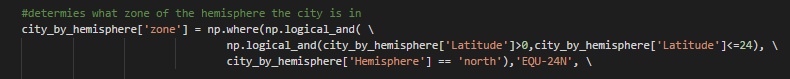 #determies what zone of the hemisphere the city is in
city_by_hemisphere['zone'] = np.where(np.logical_and( \
np.logical_and(city_by_hemisphere['Latitude']>0,city_by_hemisphere['Latitude']<=24), \
city_by_hemisphere['Hemisphere'] == 'north'),'EQU-24N', \